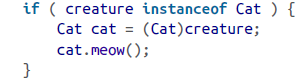 if ( creature instanceof Cat ) {
    Cat cat = (Cat)creature;
    cat.meow();
}